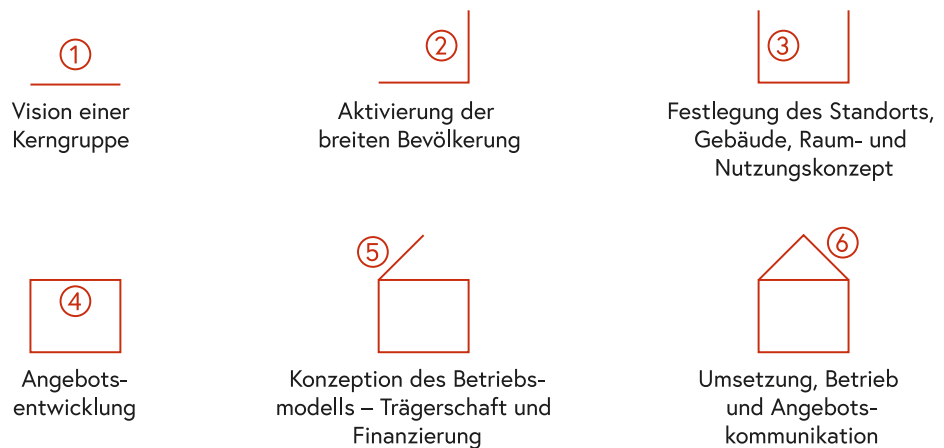 1
Vision einer
Kerngruppe
2
Aktivierung der
breiten Bevölkerung
3
Festlegung des Standorts,
Gebäude, Raum- und
Nutzungskonzept
4
Angebots-
entwicklung
5
Konzeption des Betriebs-
modells – Trägerschaft und
Finanzierung
6
Umsetzung, Betrieb
und Angebots-
kommunikation